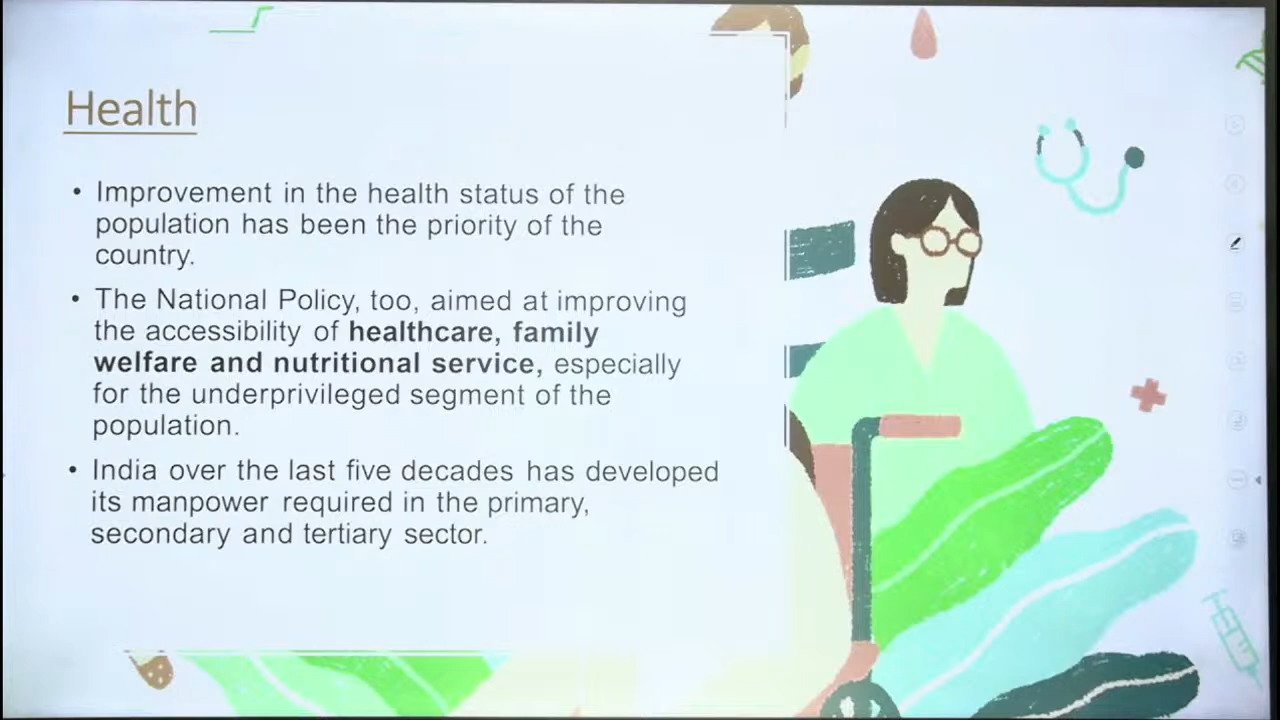 Health
• Improvement in the health status of the
population has been the priority of the
country.
• The National Policy, too, aimed at improving
the accessibility of healthcare, family
welfare and nutritional service, especially
for the underprivileged segment of the
population.
• India over the last five decades has developed
its manpower required in the primary,
secondary and tertiary sector.